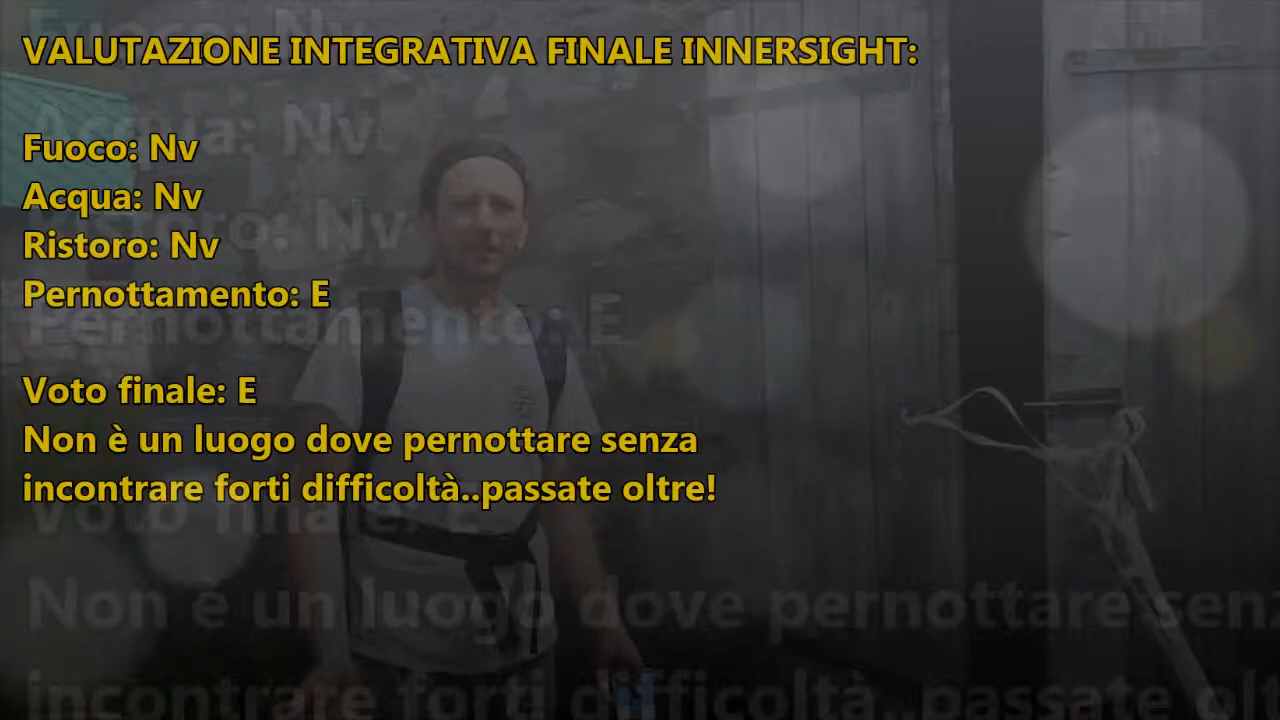 VALUTAZIONE INTEGRATIVA FINALE INNERSIGHT:
Fuoco: Nv
Acqua: Nv
Ristoro: Nv
Pernottamento: E
Voto finale: E
Non è un luogo dove pernottare senza
incontrare forti difficoltà..passate oltre!